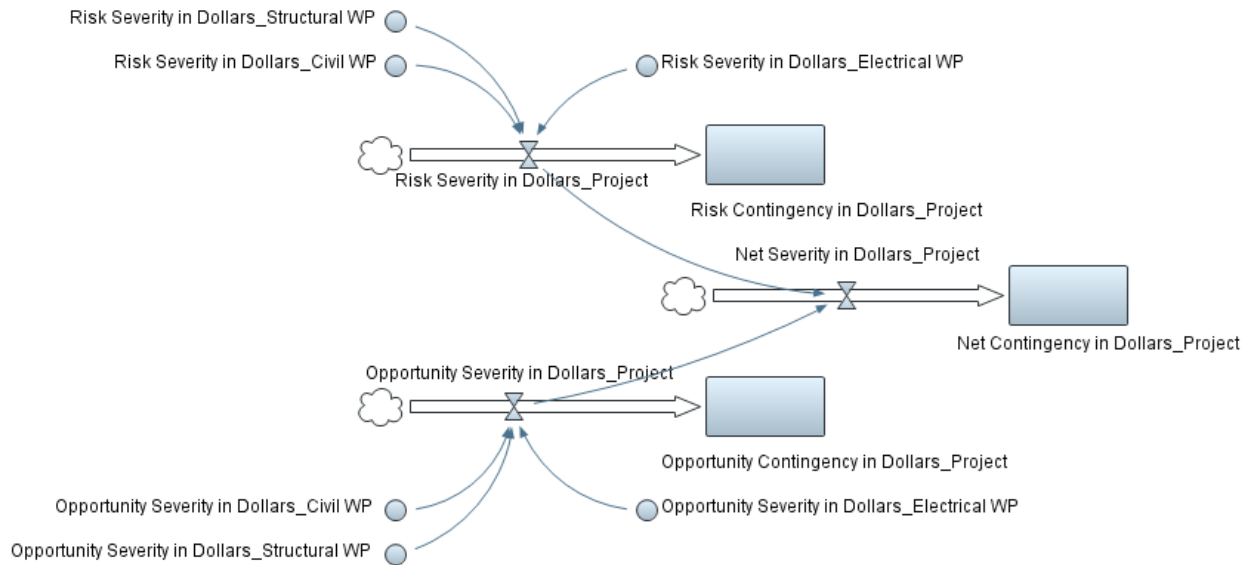 Risk Severity in Dollars_Structural WP
Risk Severity in Dollars_Civil WP
Risk Severity in Dollars_Electrical WP
Risk Severity in Dollars_Project
Risk Contingency in Dollars_Project
Net Severity in Dollars_Project
Net Contingency in Dollars_Project
Opportunity Severity in Dollars_Project
Opportunity Contingency in Dollars_Project
Opportunity Severity in Dollars_Civil WP
Opportunity Severity in Dollars_Electrical WP
Opportunity Severity in Dollars_Structural WP